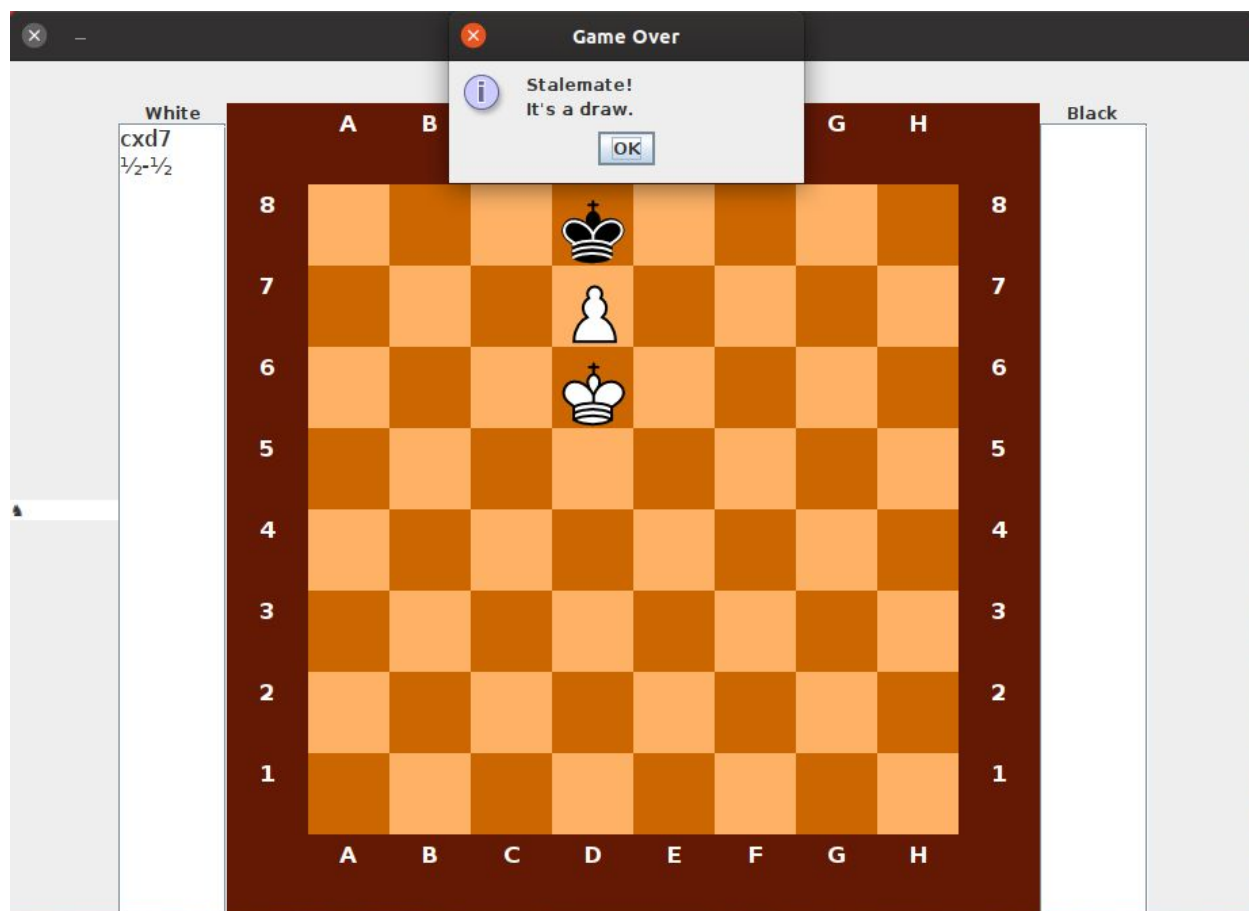 Game Over
Stalemate!
It's a draw.
OK
White
Black
cxd7
½-½
A B G H
8 8
7 7
6 6
5 5
4 4
3 3
2 2
1 1
A B C D E F G H